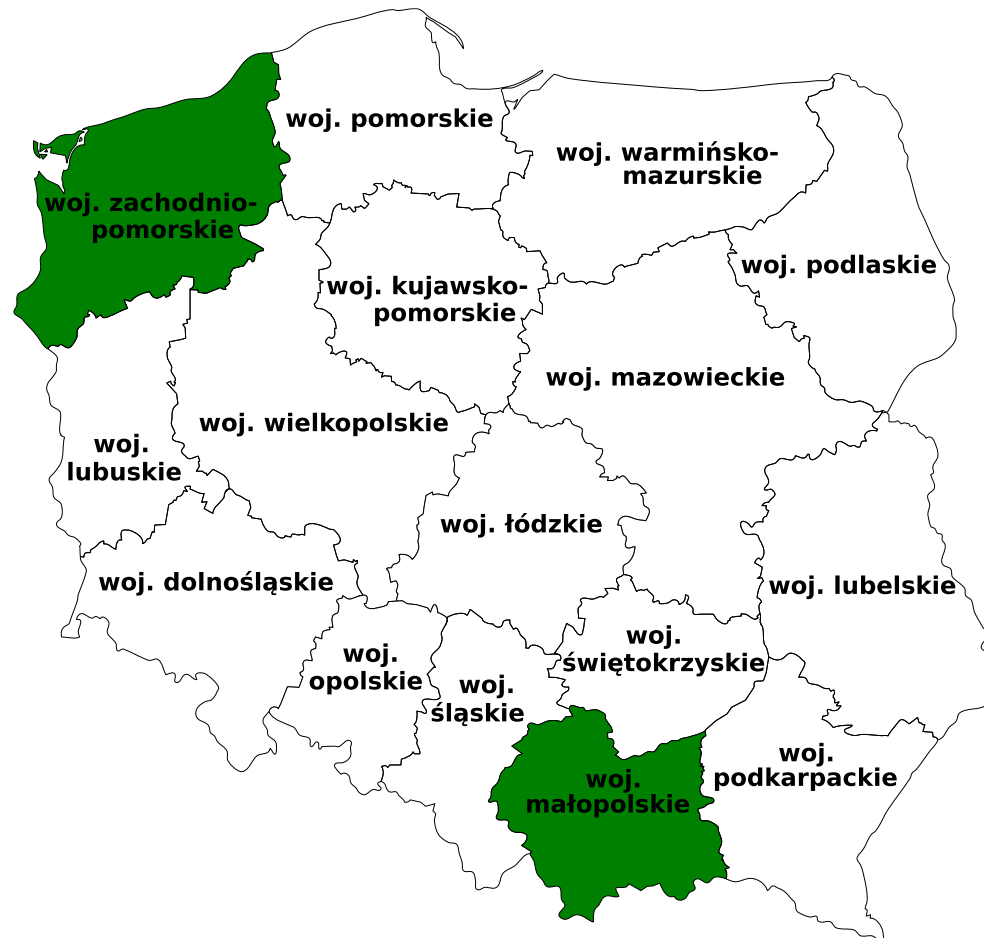 woj. pomorskie
woj. warmińsko-
mazurskie
woj. zachodnio-
pomorskie
woj. podlaskie
woj. kujawsko-
pomorskie
woj. mazowieckie
woj. wielkopolskie
woj.
lubuskie
woj. łódzkie
woj. dolnośląskie
woj. lubelskie
woj.
świętokrzyskie
woj.
opolskie
woj.
śląskie
woj.
podkarpackie
woj.
małopolskie